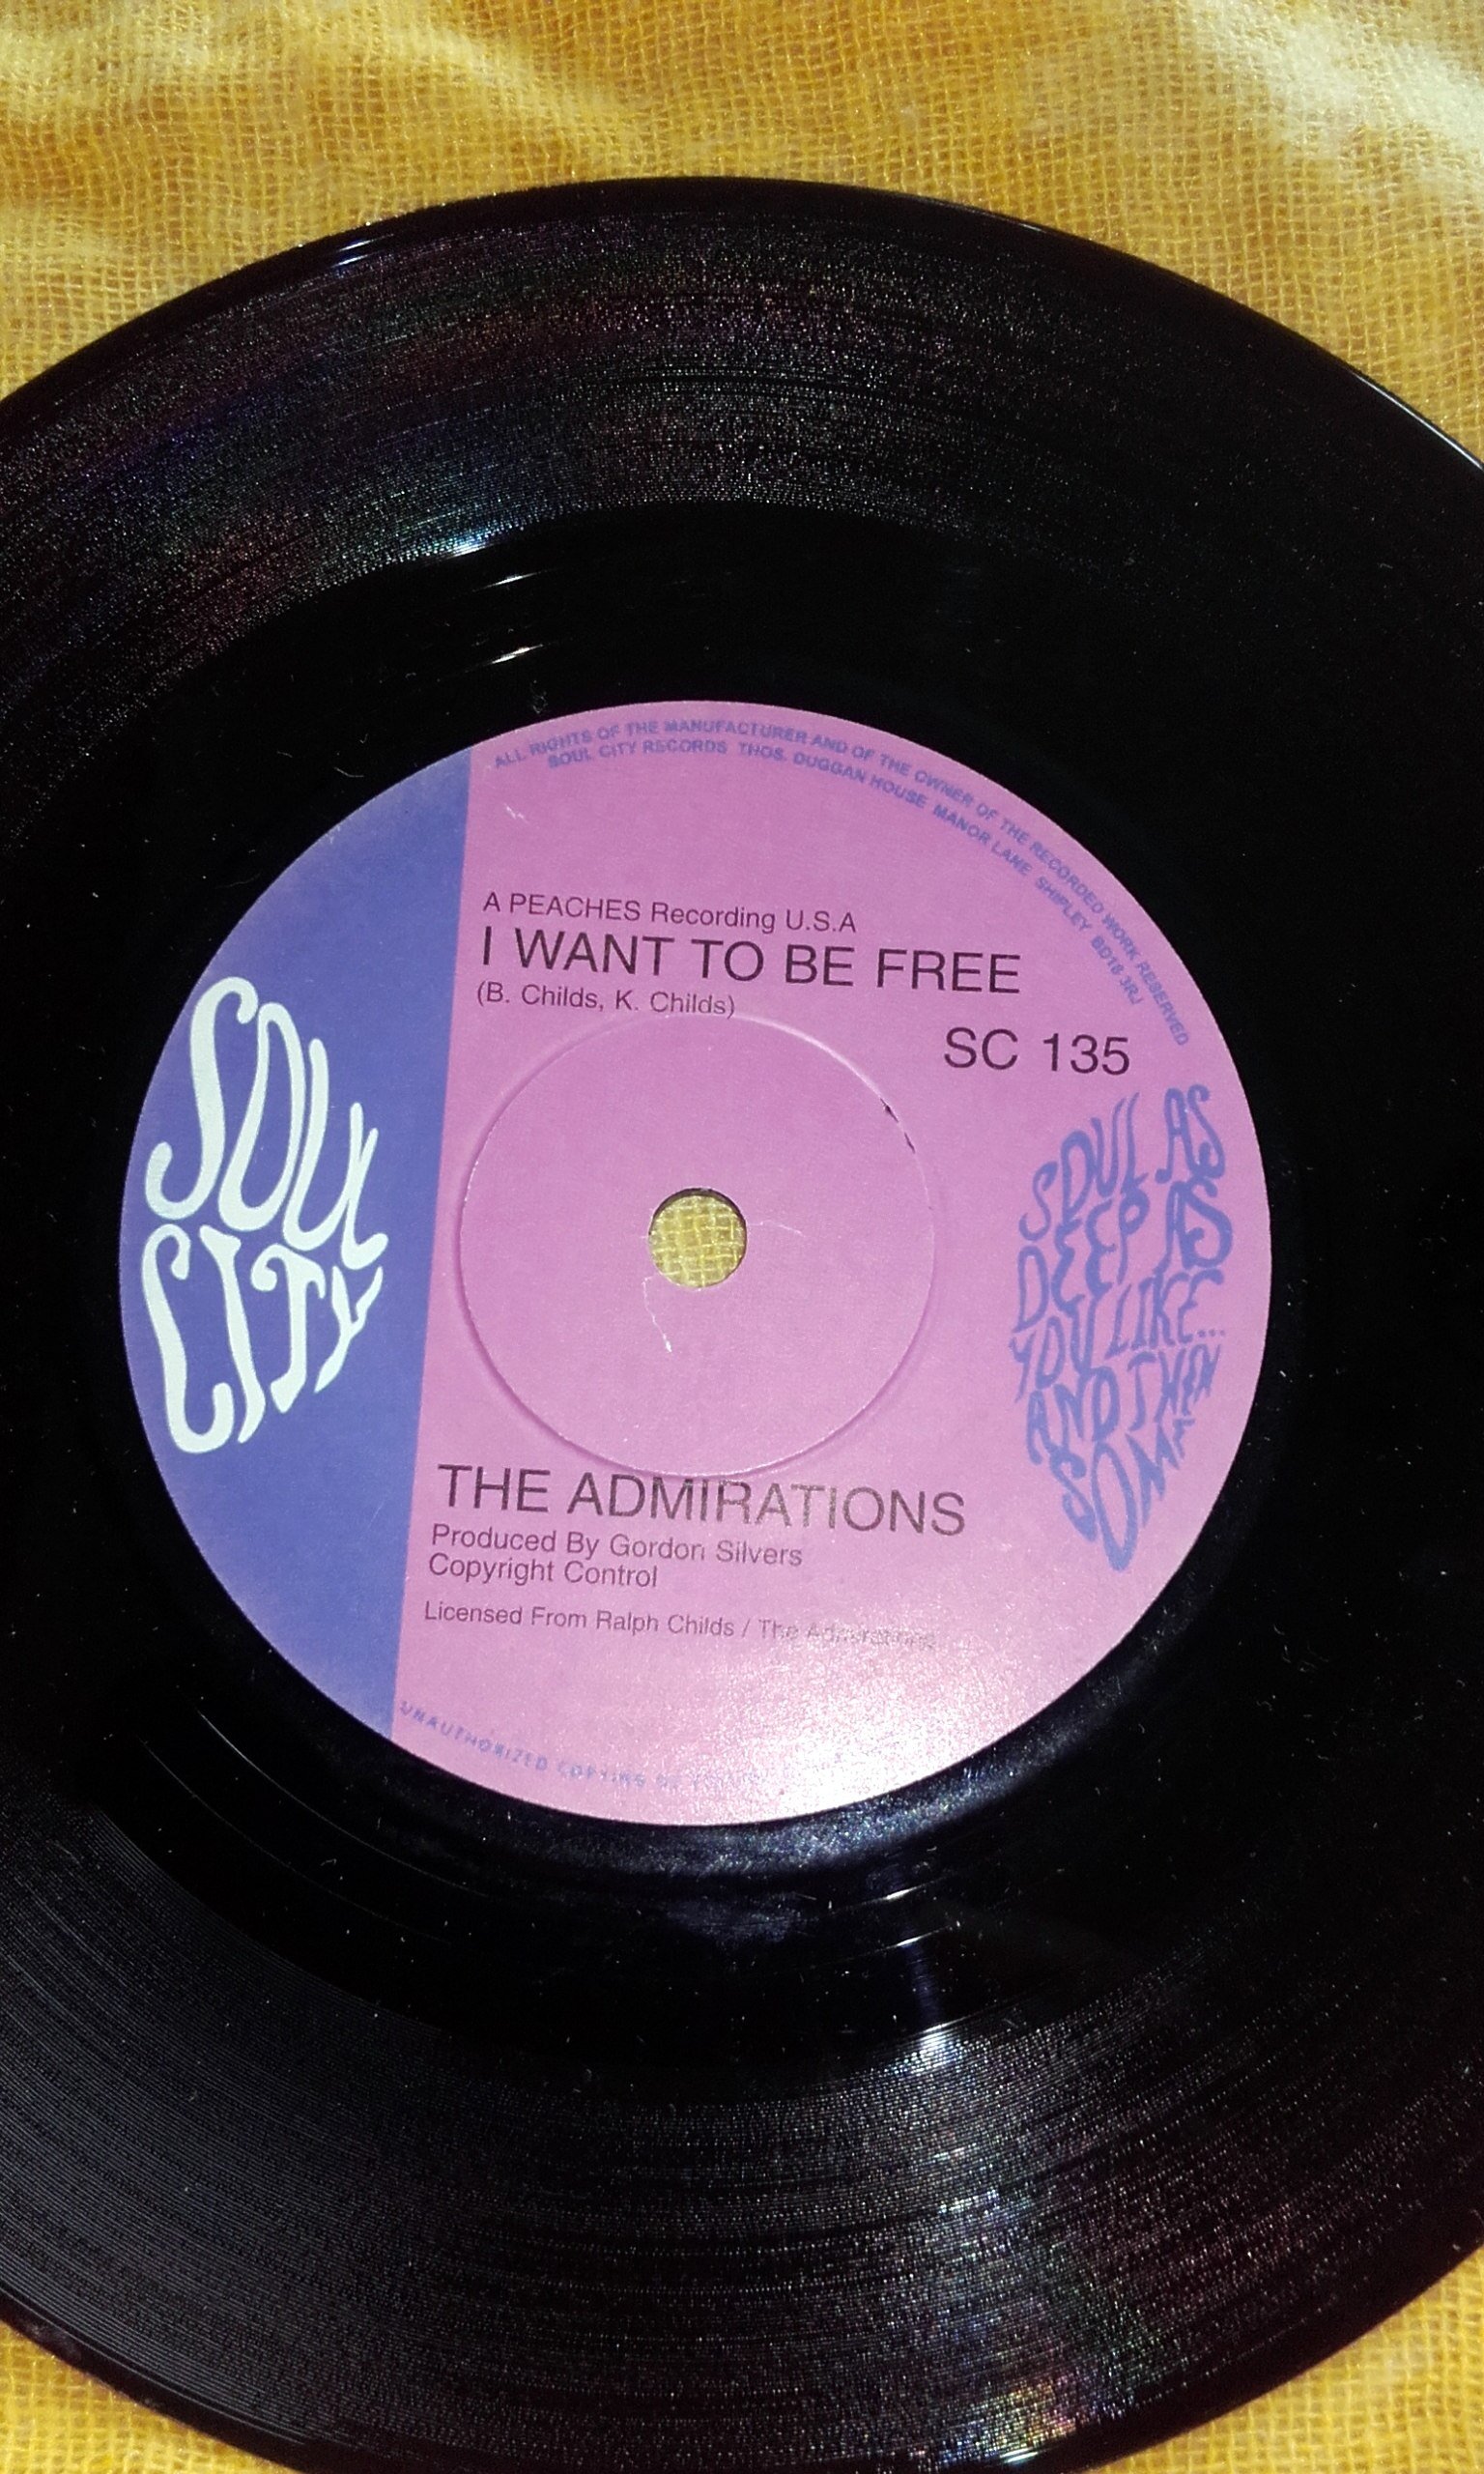 ALL RIGHTS OF THE MANUFACTURER AND OF THE OWNER OF THE RECORDED WORK RESERVED
SOUL CITY RECORDS THOS. DUGGAN HOUSE MANOR LANE SHIPLEY BD18 3RJ
A PEACHES Recording U.S.A
I WANT TO BE FREE
(B. Childs, K. Childs)
SC 135
SOUL
CITY
SOUL AS
DEEP AS
YOU LIKE...
AND THEN
SOME
THE ADMIRATIONS
Produced By Gordon Silvers
Copyright Control
Licensed From Ralph Childs / The Admirations
UNAUTHORIZED COPYING